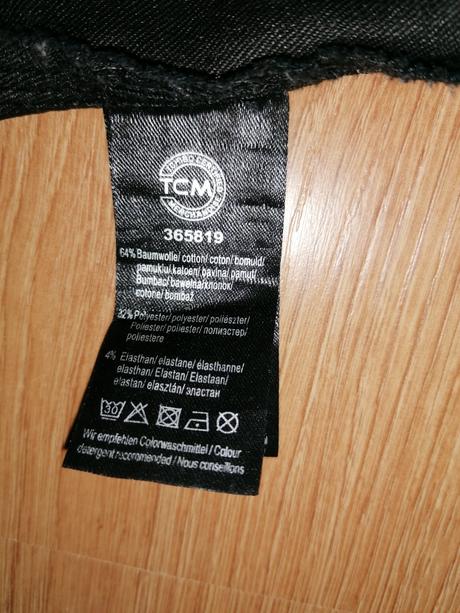 TCM
365819
64% Baumwolle/ cotton/ coton/ bomuld/
pamuklu/ katoen/ bavlna/ pamut/
Bumbac/ bawełna/хлопок/
cotone/ bombaž
32% Polyester/ polyester/ poliészter/
Poliester/ poliester/ полиэстер/
poliestere
4% Elasthan/ elastane/ élasthanne/
elasthan/ Elastan/ Elastaan/
elastan/ elasztán/ эластан
30
Wir empfehlen Colorwaschmittel / Colour
detergent recommended / Nous conseillons